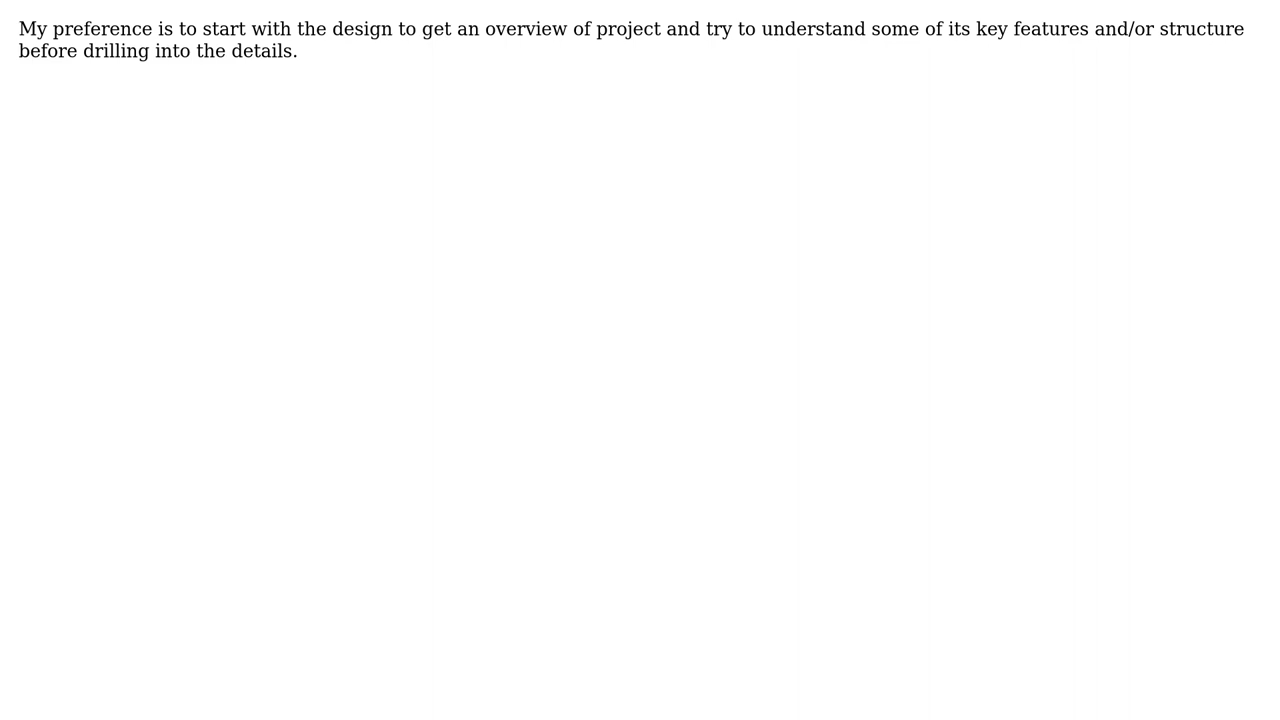 My preference is to start with the design to get an overview of project and try to understand some of its key features and/or structure
before drilling into the details.